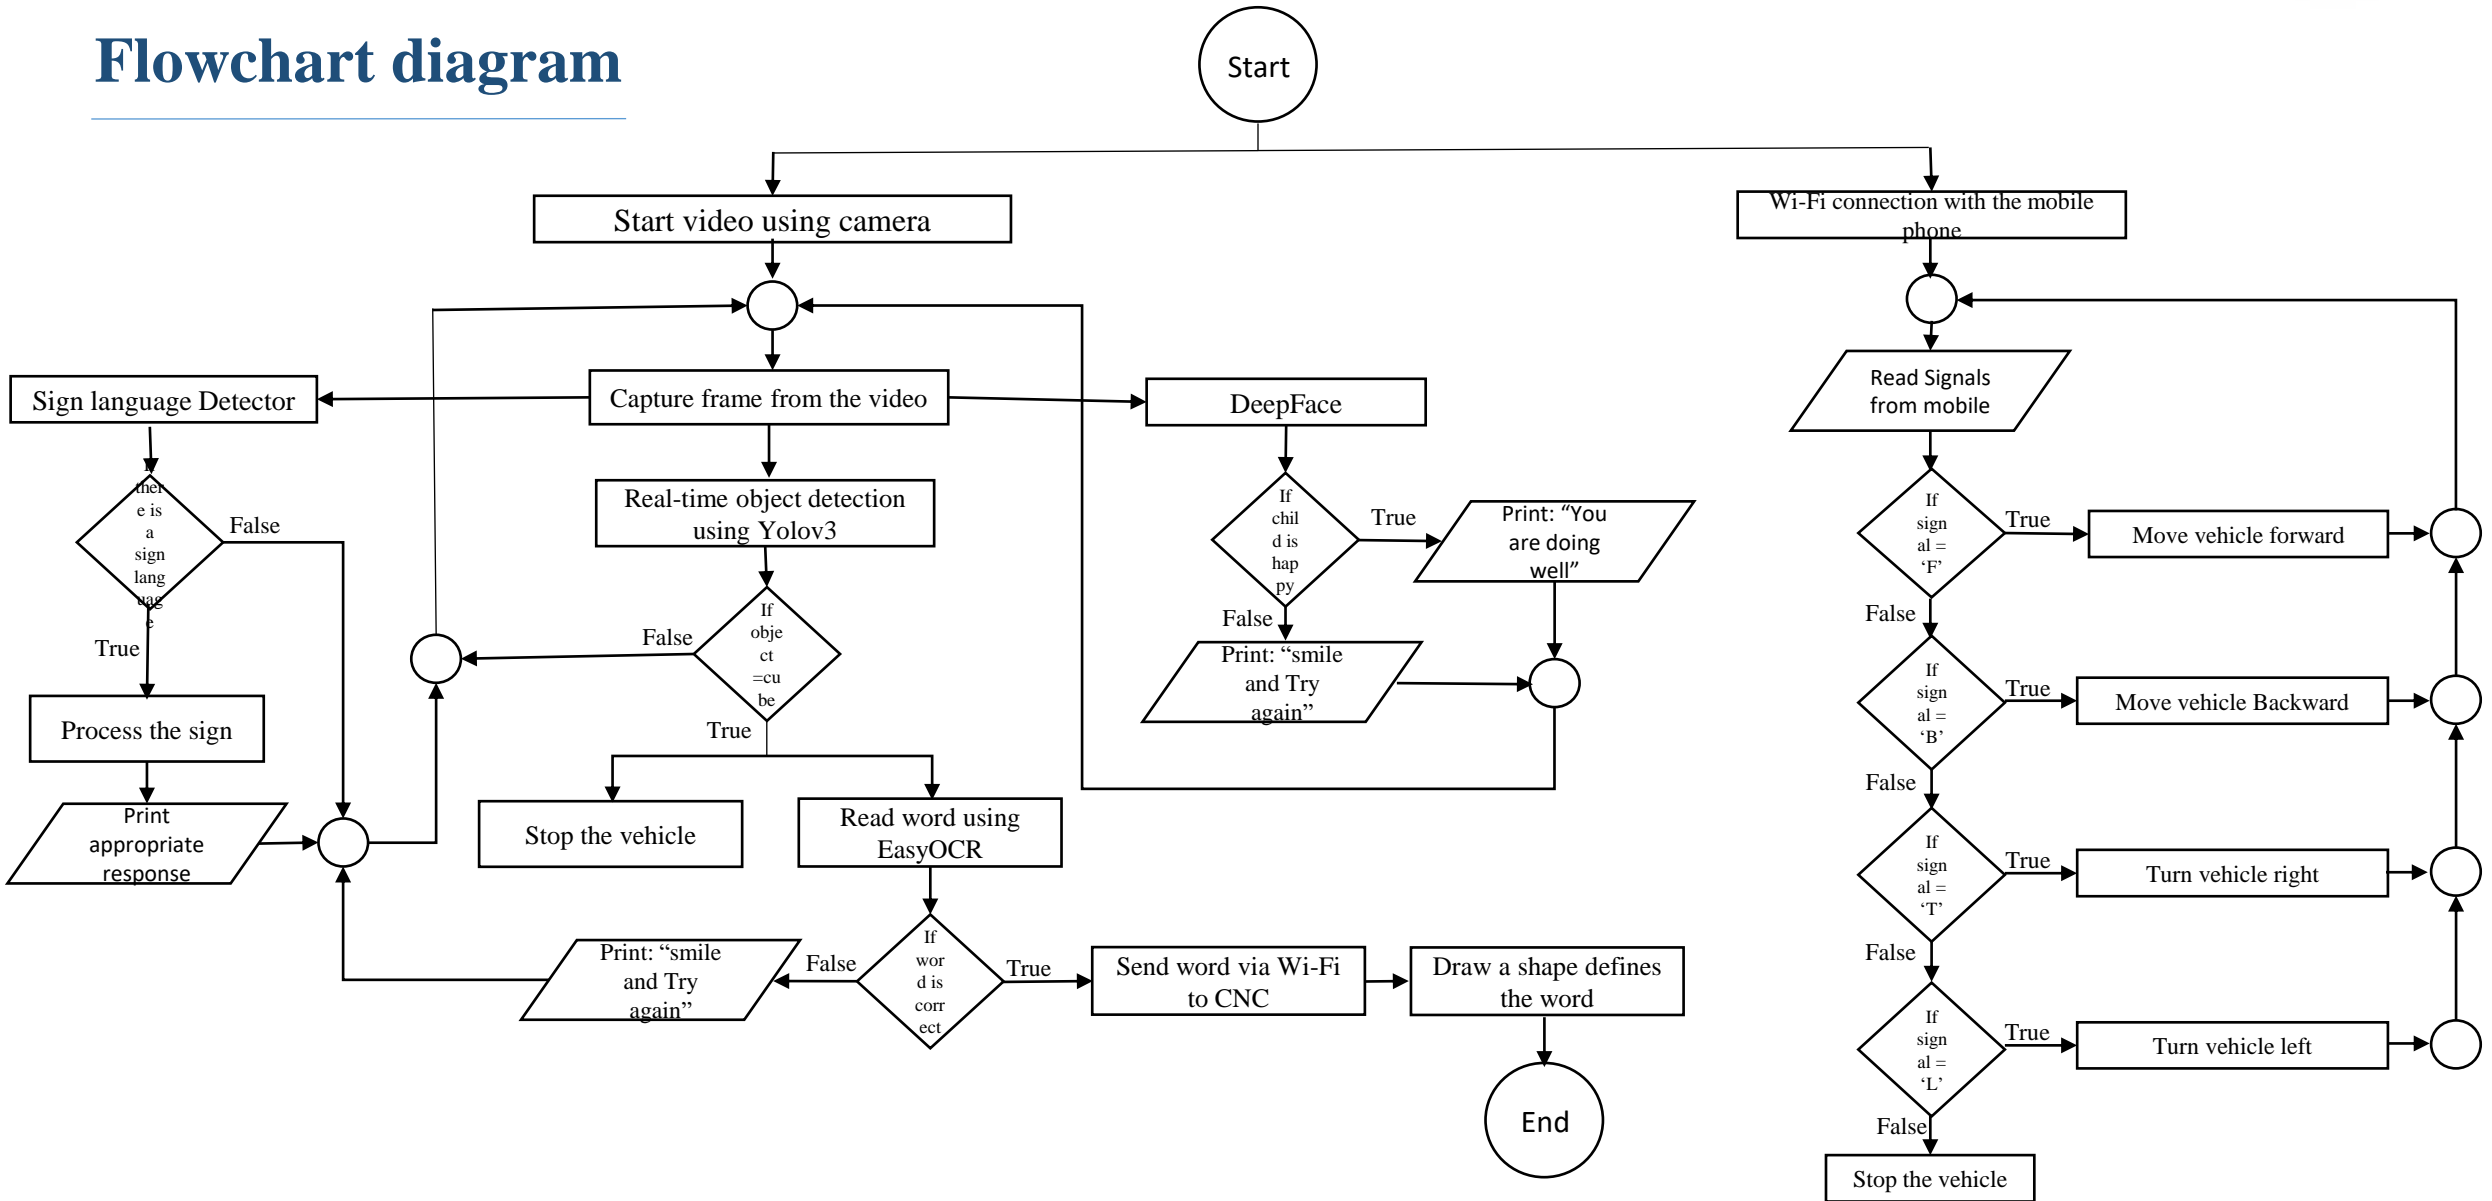 Flowchart diagram
Start
Start video using camera
Wi-Fi connection with the mobile
phone
Sign language Detector
Capture frame from the video
DeepFace
Read Signals
from mobile
ther
e is
a
sign
lang
uag
e
False
True
Process the sign
Print
appropriate
response
Real-time object detection
using Yolov3
If
obje
ct
=cu
be
False
True
Stop the vehicle
Read word using
EasyOCR
If
wor
d is
corr
ect
False
True
Print: “smile
and Try
again”
Send word via Wi-Fi
to CNC
Draw a shape defines
the word
End
If
chil
d is
hap
py
True
False
Print: “You
are doing
well”
Print: “smile
and Try
again”
If
sign
al =
‘F’
True
Move vehicle forward
False
If
sign
al =
‘B’
True
Move vehicle Backward
False
If
sign
al =
‘T’
True
Turn vehicle right
False
If
sign
al =
‘L’
True
Turn vehicle left
False
Stop the vehicle